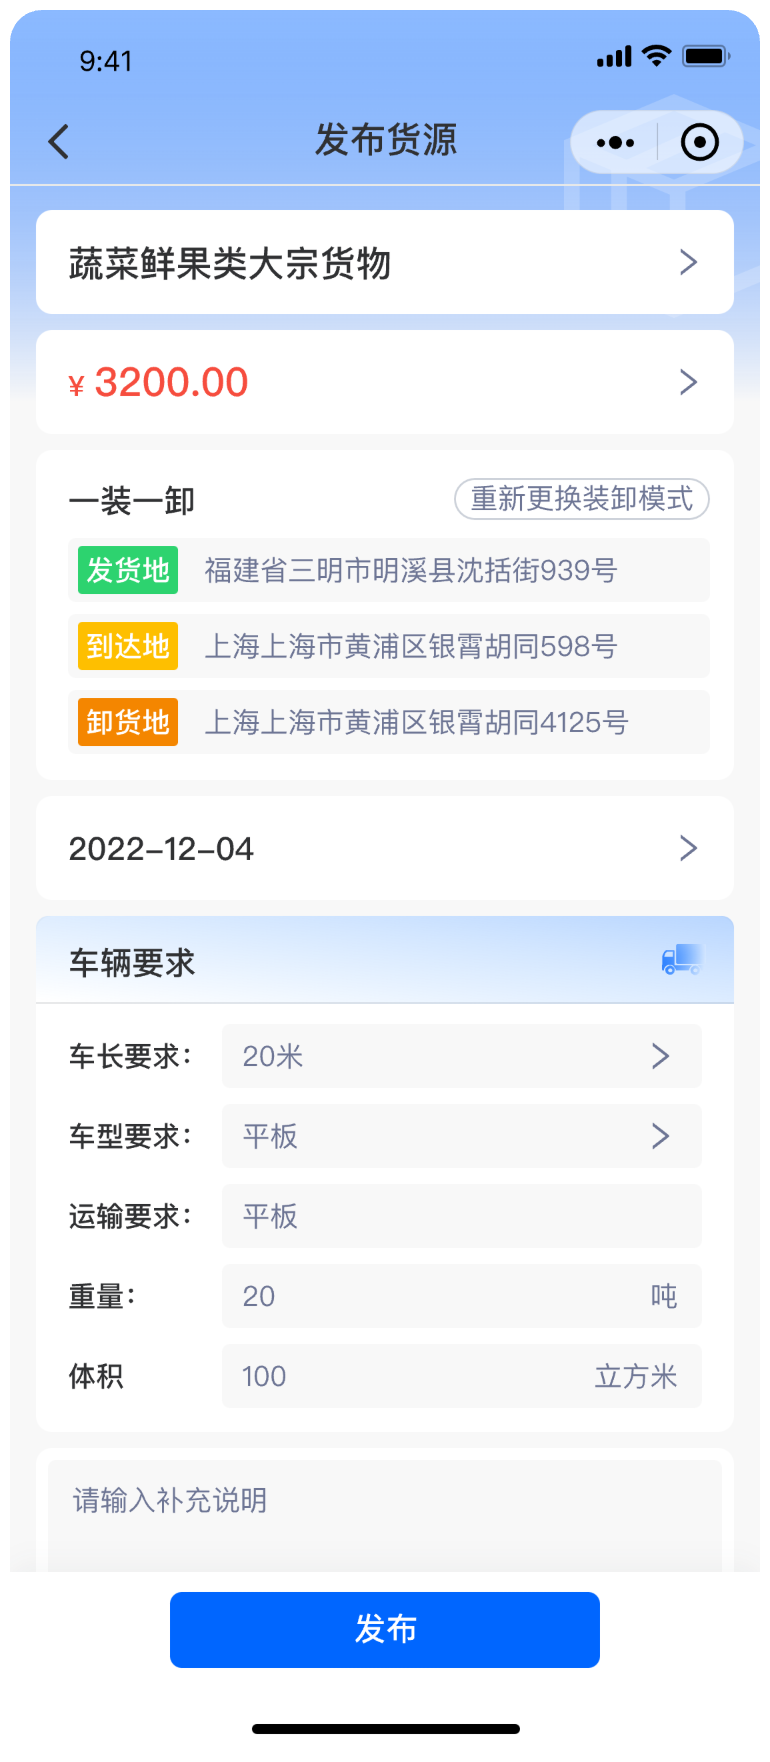 9:41
发布货源
蔬菜鲜果类大宗货物
¥ 3200.00
一装一卸
重新更换装卸模式
发货地 福建省三明市明溪县沈括街939号
到达地 上海上海市黄浦区银霄胡同598号
卸货地 上海上海市黄浦区银霄胡同4125号
2022-12-04
车辆要求
车长要求: 20米
车型要求: 平板
运输要求: 平板
重量: 20 吨
体积 100 立方米
请输入补充说明
发布